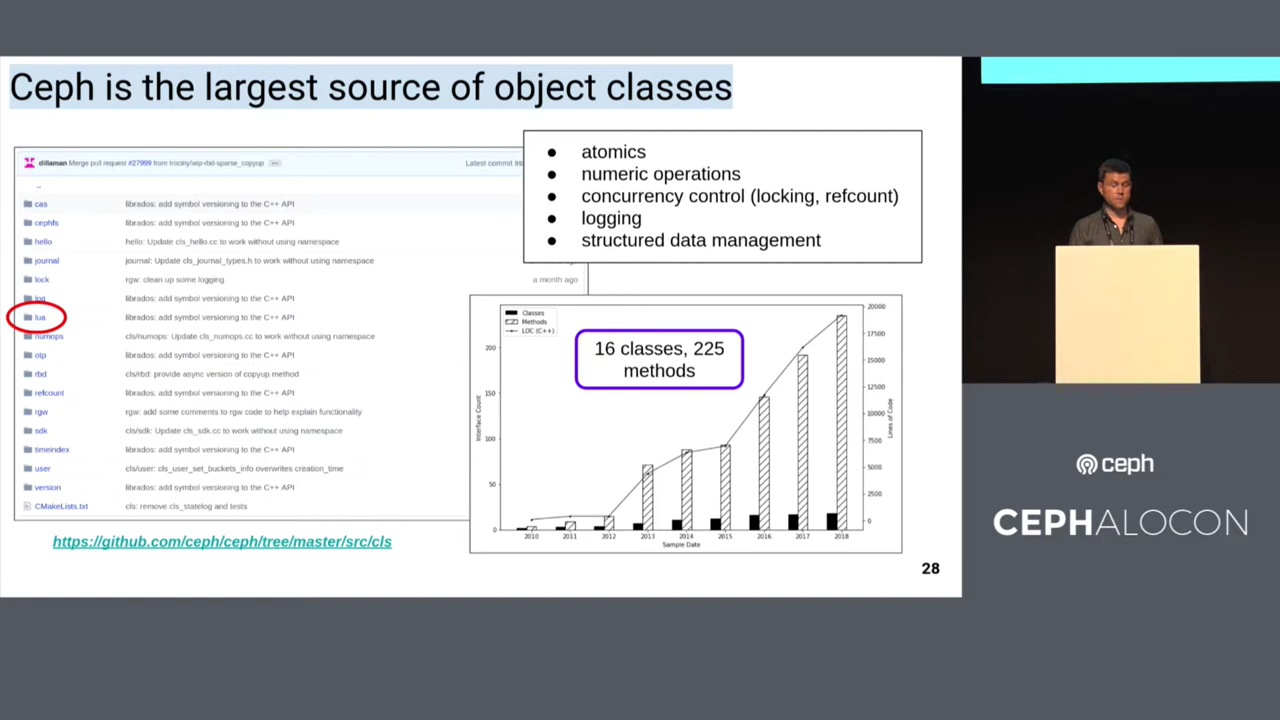 Ceph is the largest source of object classes
dillaman Merge pull request #27999 from trociny/wip-rbd-sparse_copyup
Latest commit
..
cas librados: add symbol versioning to the C++ API
cephfs librados: add symbol versioning to the C++ API
hello hello: Update cls_hello.cc to work without using namespace
journal journal: Update cls_journal_types.h to work without using namespace
lock rgw: clean up some logging a month ago
log librados: add symbol versioning to the C++ API
lua librados: add symbol versioning to the C++ API
numops cls/numops: Update cls_numops.cc to work without using namespace
otp librados: add symbol versioning to the C++ API
rbd cls/rbd: provide async version of copyup method
refcount librados: add symbol versioning to the C++ API
rgw rgw: add some comments to rgw code to help explain functionality
sdk cls/sdk: Update cls_sdk.cc to work without using namespace
timeindex librados: add symbol versioning to the C++ API
user cls/user: cls_user_set_buckets_info overwrites creation_time
version librados: add symbol versioning to the C++ API
CMakeLists.txt cls: remove cls_statelog and tests
https://github.com/ceph/ceph/tree/master/src/cls
● atomics
● numeric operations
● concurrency control (locking, refcount)
● logging
● structured data management
Classes
Methods
LOC (C++)
16 classes, 225
methods
Interface Count
200
150
100
50
0
20000
17500
15000
12500
10000
7500
5000
2500
0
Lines of Code
2010 2011 2012 2013 2014 2015 2016 2017 2018
Sample Date
28
ceph
CEPHALOCON